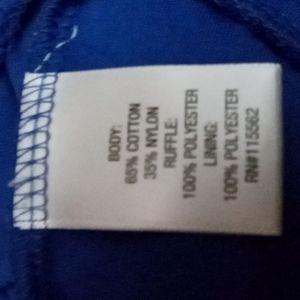 BODY:
65% COTTON
35% NYLON
RUFFLE:
100% POLYESTER
LINING:
100% POLYESTER
RN#115562